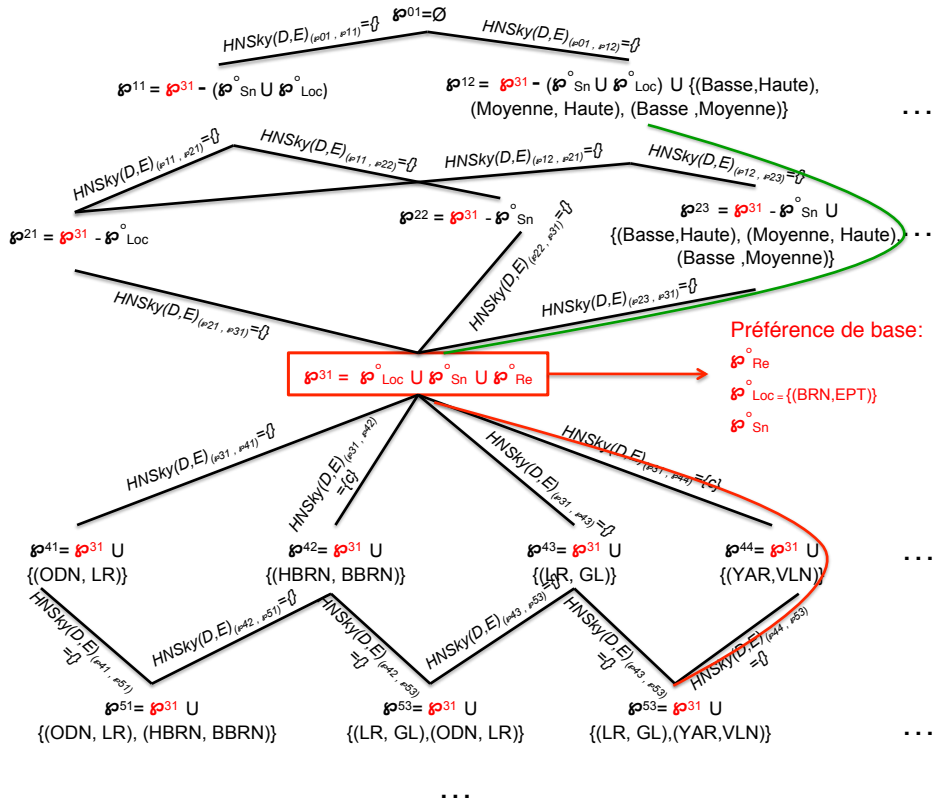 ℘01=Ø
HNSky(D,E)(℘01 , ℘11)={}
HNSky(D,E)(℘01 , ℘12)={}
℘11 = ℘31 - (℘°Sn U ℘°Loc)
℘12 = ℘31 - (℘°Sn U ℘°Loc) U {(Basse,Haute),
(Moyenne, Haute), (Basse ,Moyenne)}
...
HNSky(D,E)(℘11 , ℘21)={}
HNSky(D,E)(℘11 , ℘22)={}
HNSky(D,E)(℘12 , ℘21)={}
HNSky(D,E)(℘12 , ℘23)={}
℘21 = ℘31 - ℘°Loc
℘22 = ℘31 - ℘°Sn
℘23 = ℘31 - ℘°Sn U
{(Basse,Haute), (Moyenne, Haute),
(Basse ,Moyenne)}
...
HNSky(D,E)(℘21 , ℘31)={}
HNSky(D,E)(℘22 , ℘31)={}
HNSky(D,E)(℘23 , ℘31)={}
℘31 = ℘°Loc U ℘°Sn U ℘°Re
Préférence de base:
℘°Re
℘°Loc = {(BRN,EPT)}
℘°Sn
HNSky(D,E)(℘31 , ℘41)={}
HNSky(D,E)(℘31 , ℘42)
={c}
HNSky(D,E)(℘31 , ℘43)={}
HNSky(D,E)(℘31 , ℘44)={c}
℘41= ℘31 U
{(ODN, LR)}
℘42= ℘31 U
{(HBRN, BBRN)}
℘43= ℘31 U
{(LR, GL)}
℘44= ℘31 U
{(YAR,VLN)}
...
HNSky(D,E)(℘41 , ℘51)
={}
HNSky(D,E)(℘42 , ℘51)={}
HNSky(D,E)(℘42 , ℘53)
={}
HNSky(D,E)(℘43 , ℘53)={}
HNSky(D,E)(℘43 , ℘53)
={}
HNSky(D,E)(℘44 , ℘53)
={}
℘51= ℘31 U
{(ODN, LR), (HBRN, BBRN)}
℘53= ℘31 U
{(LR, GL),(ODN, LR)}
℘53= ℘31 U
{(LR, GL),(YAR,VLN)}
...
...